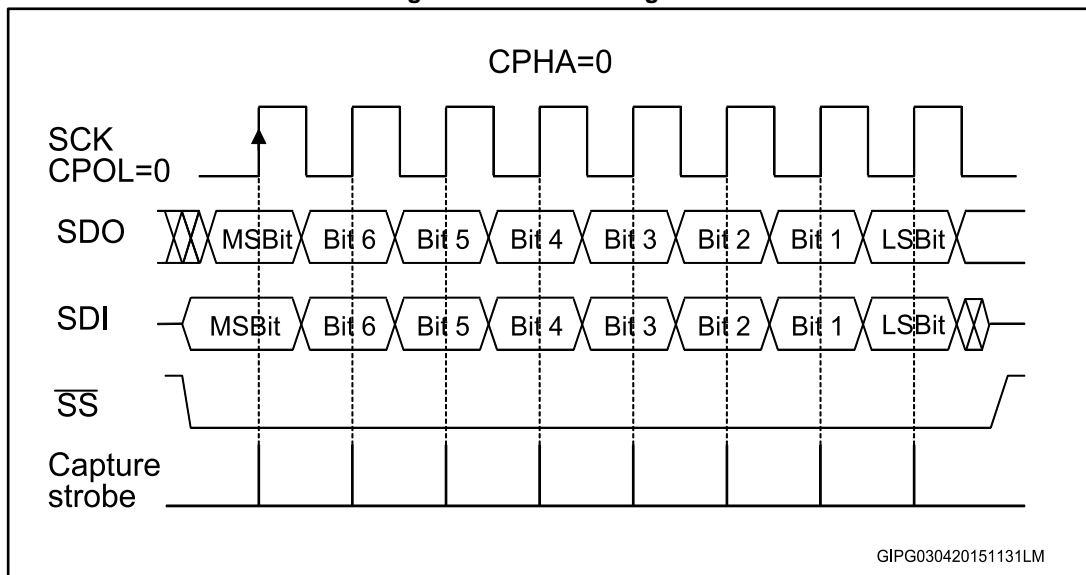 CPHA=0
SCK
CPOL=0
SDO
MSBit Bit 6 Bit 5 Bit 4 Bit 3 Bit 2 Bit 1 LSBit
SDI
MSBit Bit 6 Bit 5 Bit 4 Bit 3 Bit 2 Bit 1 LSBit
SS
Capture
strobe
GIPG030420151131LM